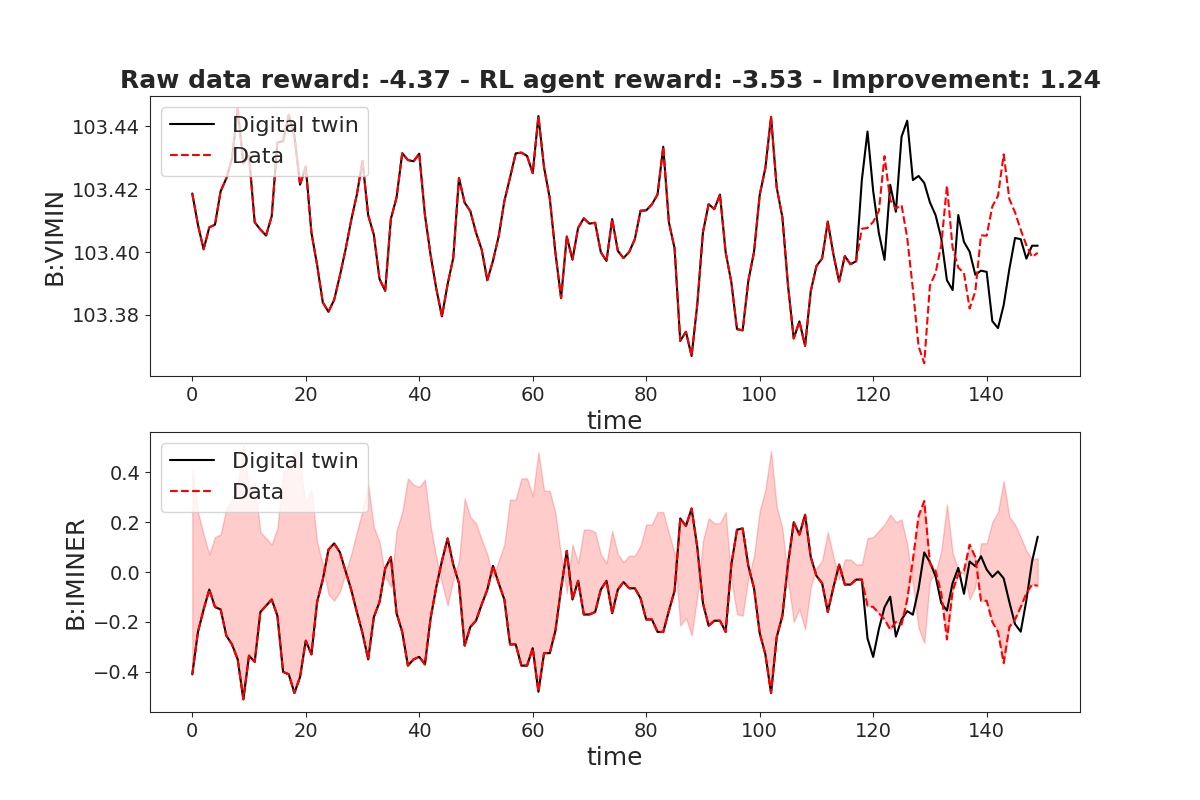 Raw data reward: -4.37 - RL agent reward: -3.53 - Improvement: 1.24
Digital twin
Data
103.44
103.42
103.40
103.38
B:VIMIN
0 20 40 60 80 100 120 140
time
Digital twin
Data
0.4
0.2
0.0
−0.2
−0.4
B:IMINER
0 20 40 60 80 100 120 140
time